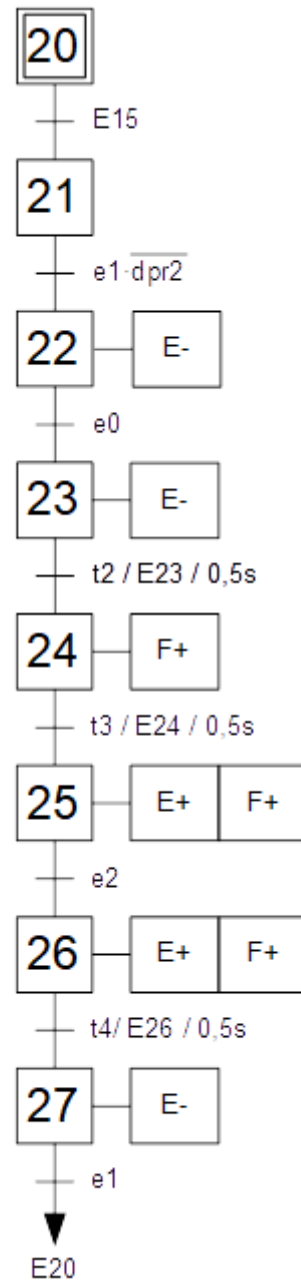 20
E15
21
e1·d̅p̅r̅2̅
22 E-
e0
23 E-
t2 / E23 / 0,5s
24 F+
t3 / E24 / 0,5s
25 E+ F+
e2
26 E+ F+
t4/ E26 / 0,5s
27 E-
e1
E20